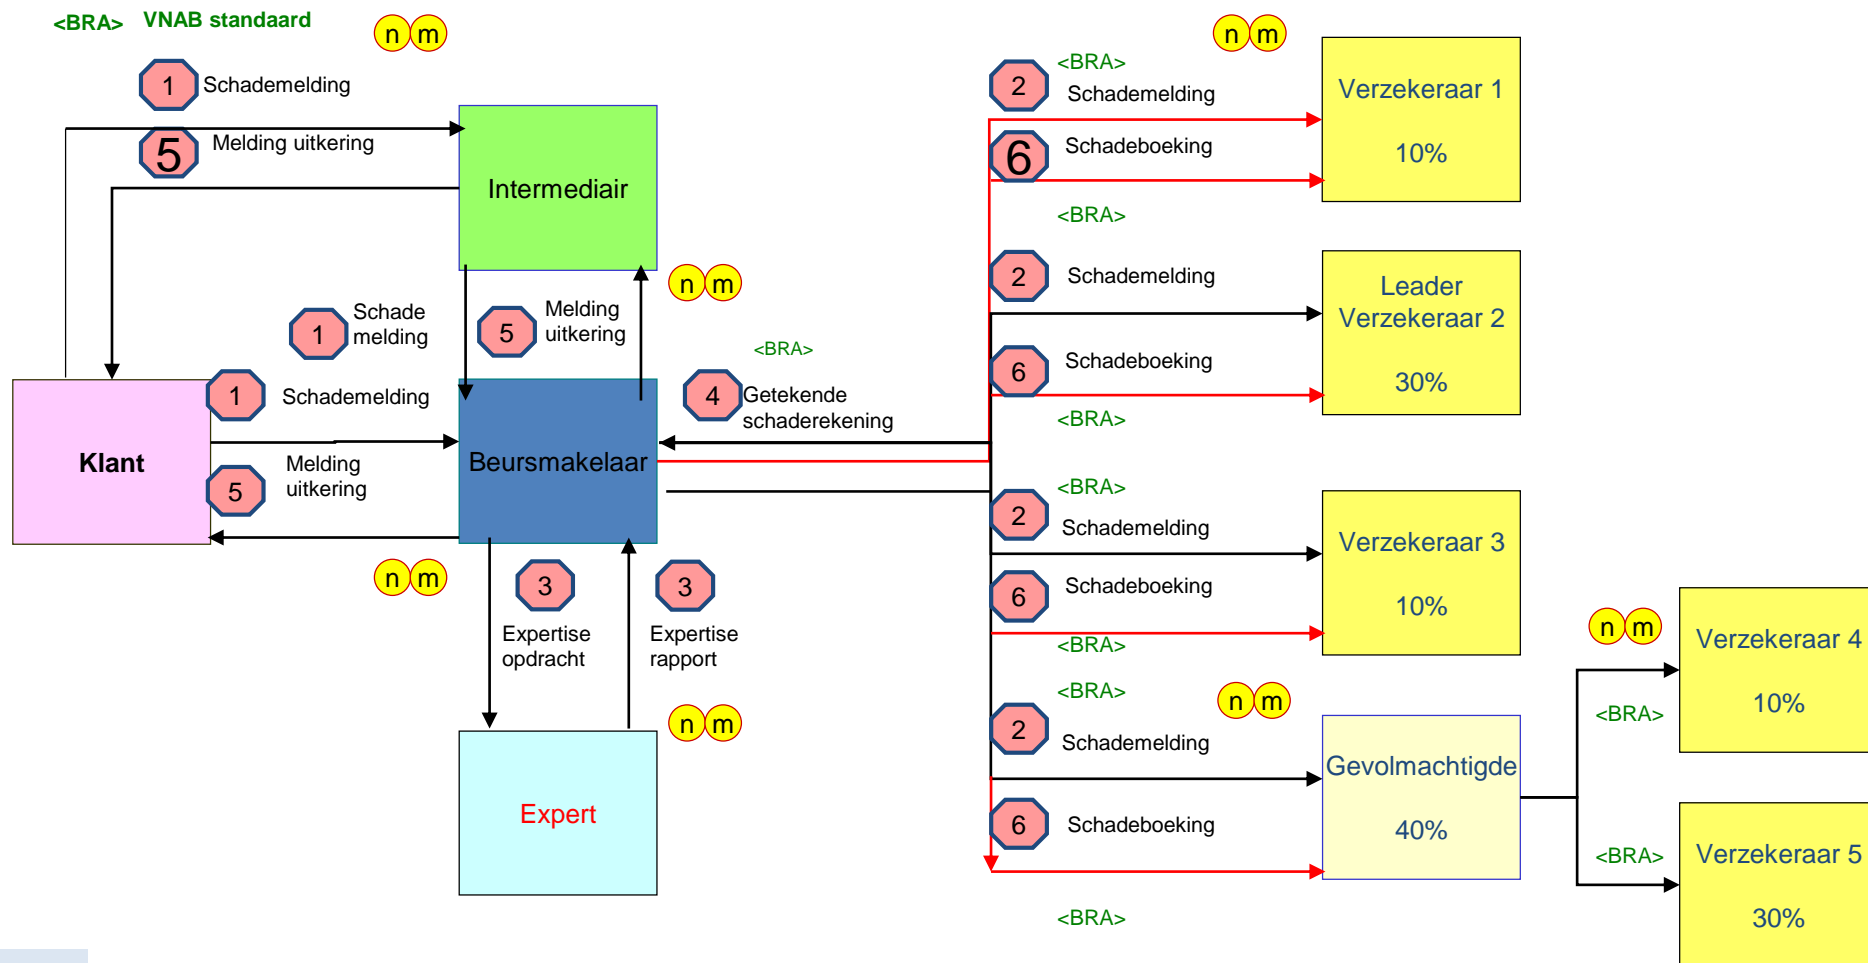 <BRA> VNAB standaard
n m
1 Schademelding
5 Melding uitkering
Intermediair
n m
1 Schade
melding
5 Melding
uitkering
1 Schademelding
Klant
5 Melding
uitkering
Beursmakelaar
<BRA>
4 Getekende
schaderekening
n m
3
Expertise
opdracht
3
Expertise
rapport
n m
Expert
n m
<BRA>
2 Schademelding
6 Schadeboeking
<BRA>
Verzekeraar 1
10%
2 Schademelding
6 Schadeboeking
<BRA>
Leader
Verzekeraar 2
30%
<BRA>
2 Schademelding
6 Schadeboeking
<BRA>
Verzekeraar 3
10%
<BRA>
n m
2 Schademelding
6 Schadeboeking
<BRA>
Gevolmachtigde
40%
n m
<BRA>
Verzekeraar 4
10%
<BRA>
Verzekeraar 5
30%